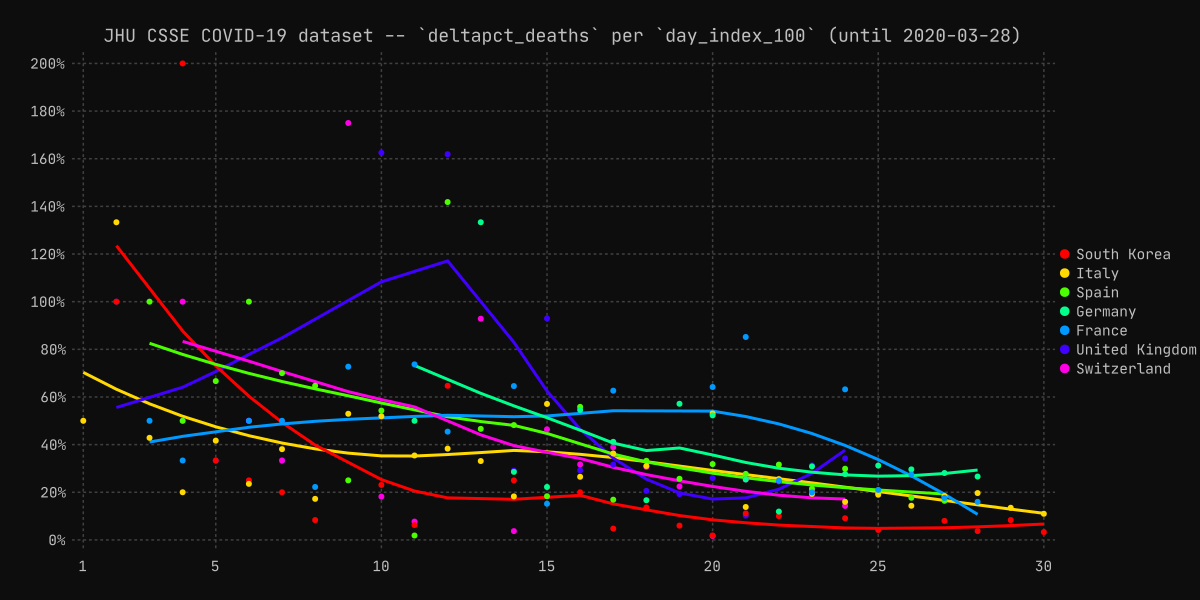 JHU CSSE COVID-19 dataset -- `deltapct_deaths` per `day_index_100` (until 2020-03-28)
200%
180%
160%
140%
120%
100%
80%
60%
40%
20%
0%
1 5 10 15 20 25 30
South Korea
Italy
Spain
Germany
France
United Kingdom
Switzerland